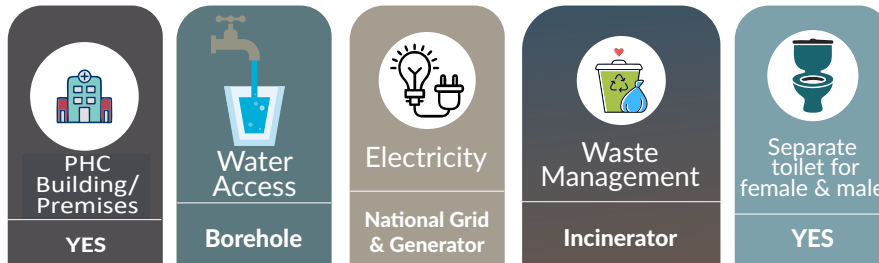 PHC
Building/
Premises
YES
Water
Access
Borehole
Electricity
National Grid
& Generator
Waste
Management
Incinerator
Separate
toilet for
female & male
YES